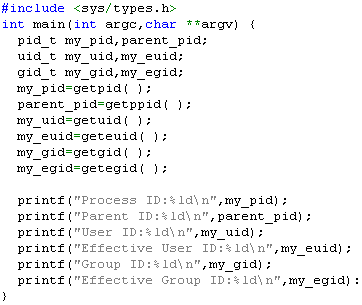 #include <sys/types.h>
int main(int argc,char **argv) {
  pid_t my_pid,parent_pid;
  uid_t my_uid,my_euid;
  gid_t my_gid,my_egid;
  my_pid=getpid( );
  parent_pid=getppid( );
  my_uid=getuid( );
  my_euid=geteuid( );
  my_gid=getgid( );
  my_egid=getegid( );

  printf("Process ID:%ld\n",my_pid);
  printf("Parent ID:%ld\n",parent_pid);
  printf("User ID:%ld\n",my_uid);
  printf("Effective User ID:%ld\n",my_euid);
  printf("Group ID:%ld\n",my_gid);
  printf("Effective Group ID:%ld\n",my_egid);
}